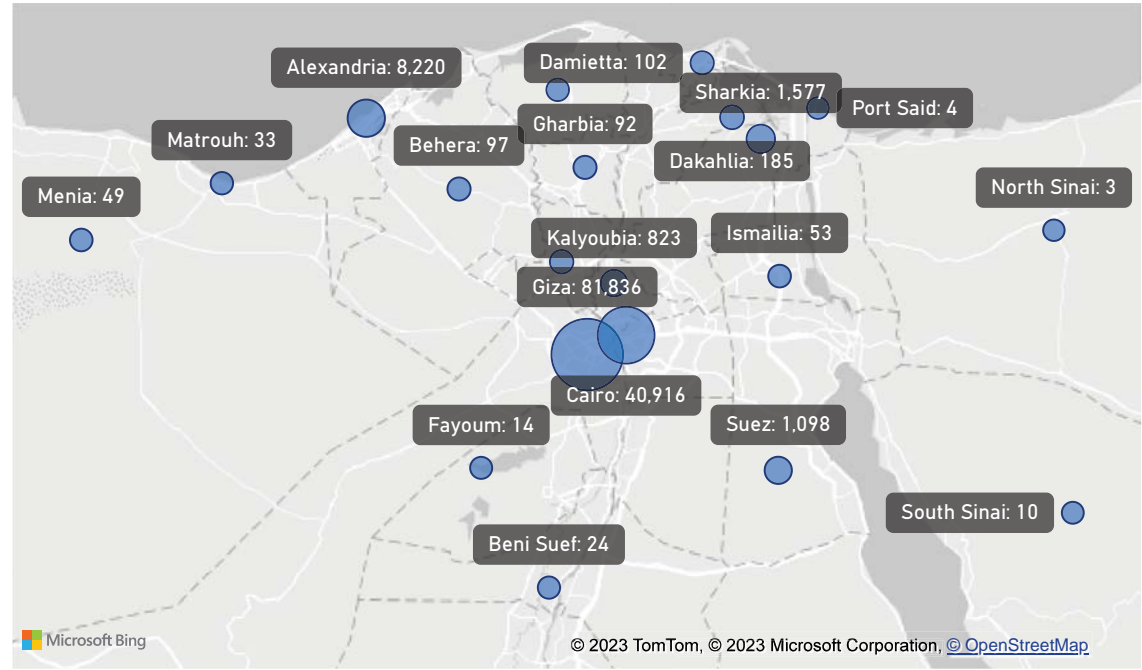 Alexandria: 8,220
Damietta: 102
Sharkia: 1,577
Port Said: 4
Gharbia: 92
Matrouh: 33
Behera: 97
Dakahlia: 185
Menia: 49
North Sinai: 3
Kalyoubia: 823
Ismailia: 53
Giza: 81,836
Cairo: 40,916
Fayoum: 14
Suez: 1,098
South Sinai: 10
Beni Suef: 24
Microsoft Bing
© 2023 TomTom, © 2023 Microsoft Corporation, © OpenStreetMap